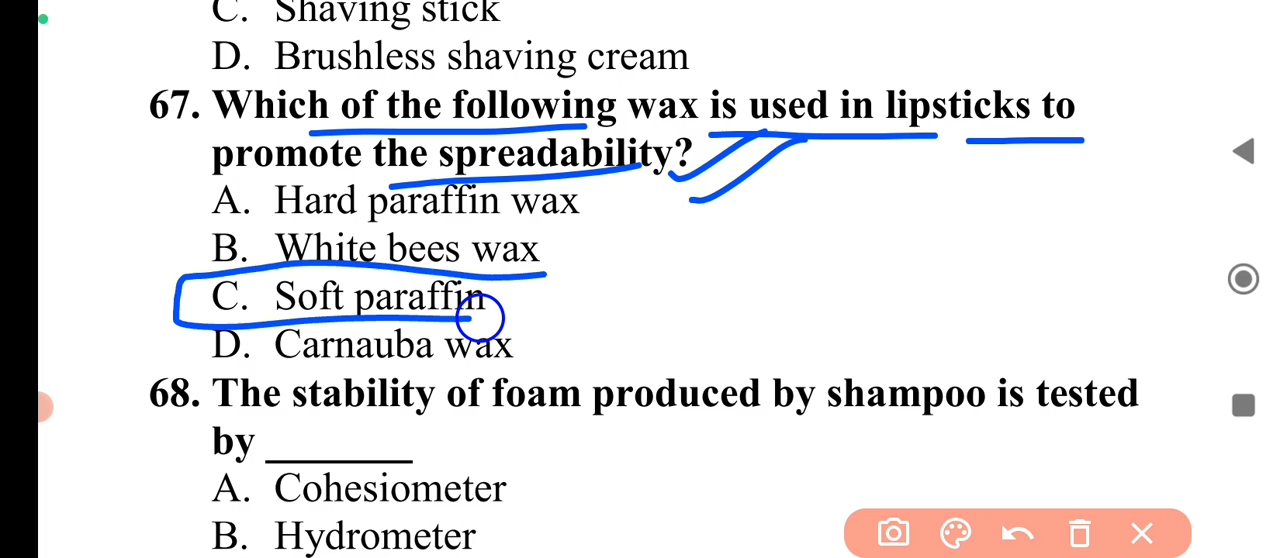 C. Shaving stick
D. Brushless shaving cream
67. Which of the following wax is used in lipsticks to
promote the spreadability?
A. Hard paraffin wax
B. White bees wax
C. Soft paraffin
D. Carnauba wax
68. The stability of foam produced by shampoo is tested
by ______
A. Cohesiometer
B. Hydrometer